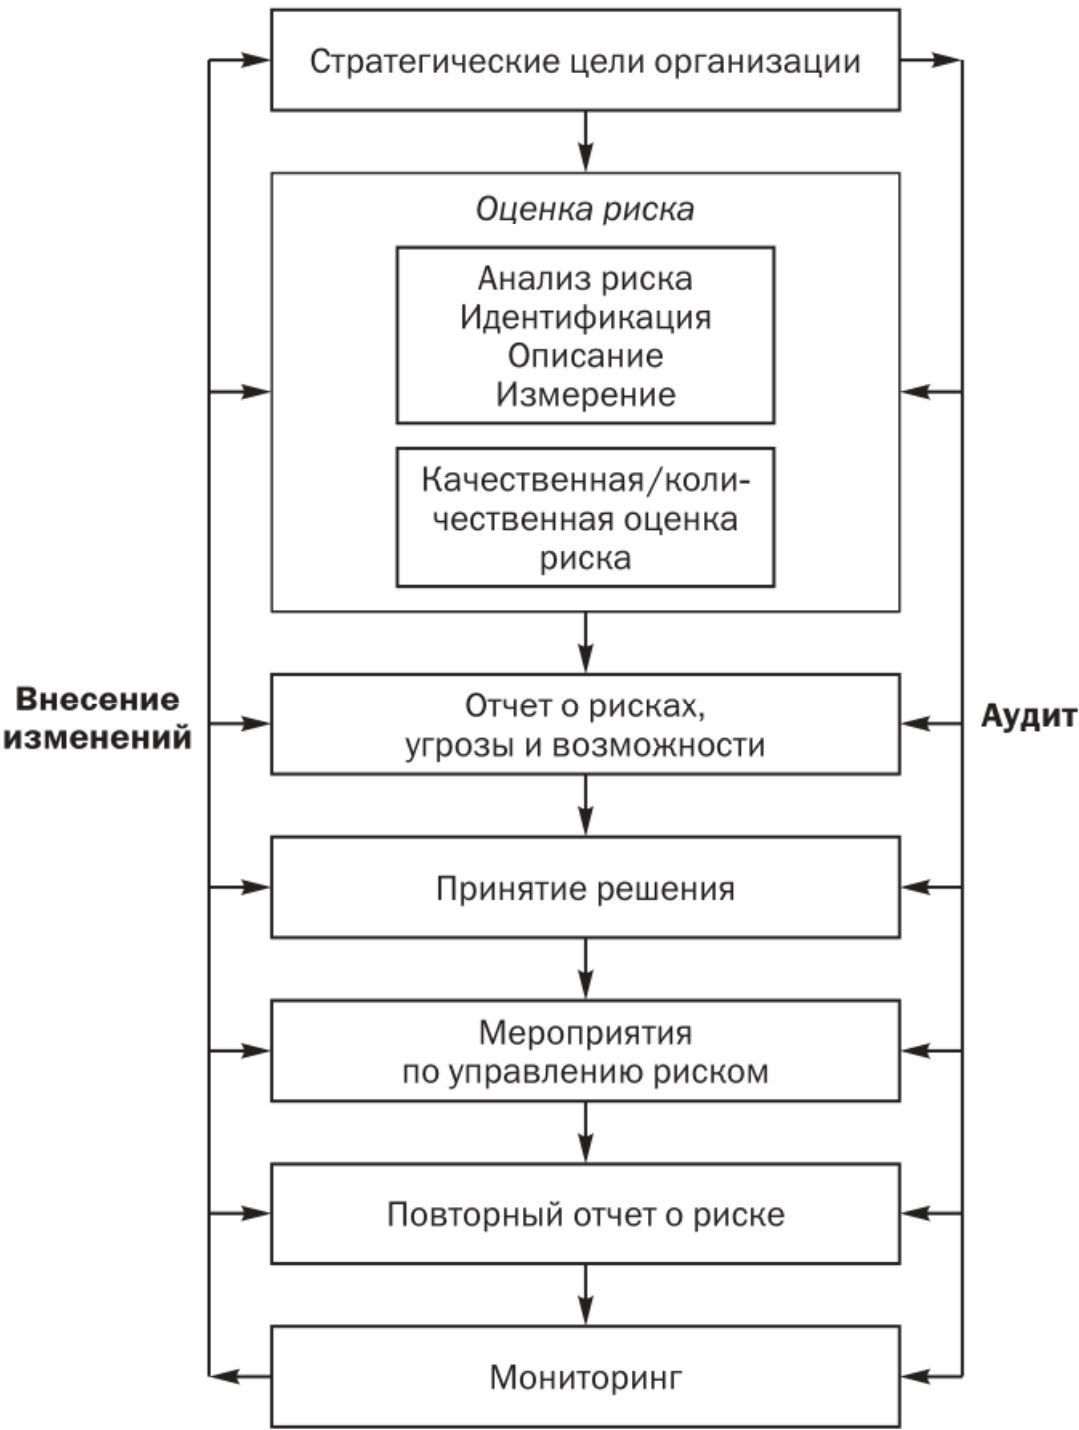 Стратегические цели организации
Оценка риска
Анализ риска
Идентификация
Описание
Измерение
Качественная/коли-
чественная оценка
риска
Внесение
изменений
Отчет о рисках,
угрозы и возможности
Аудит
Принятие решения
Мероприятия
по управлению риском
Повторный отчет о риске
Мониторинг